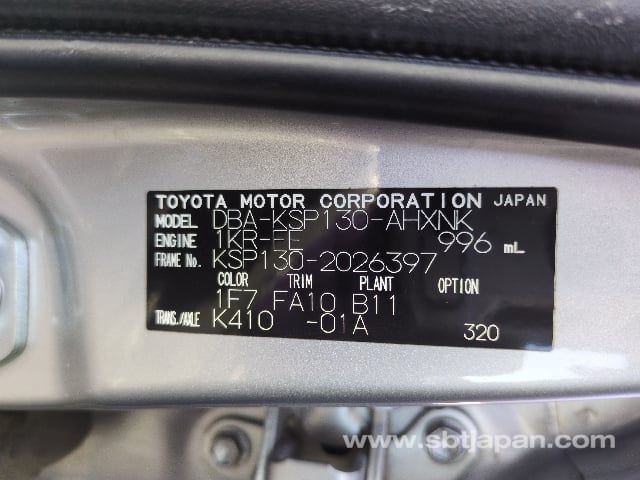 TOYOTA MOTOR CORPORATION JAPAN
MODEL DBA-KSP130-AHXNK
ENGINE 1KR-FE 996 mL
FRAME No. KSP130-2026397
COLOR TRIM PLANT OPTION
1F7 FA10 B11
TRANS./AXLE K410 -01A 320
www.sbtjapan.com